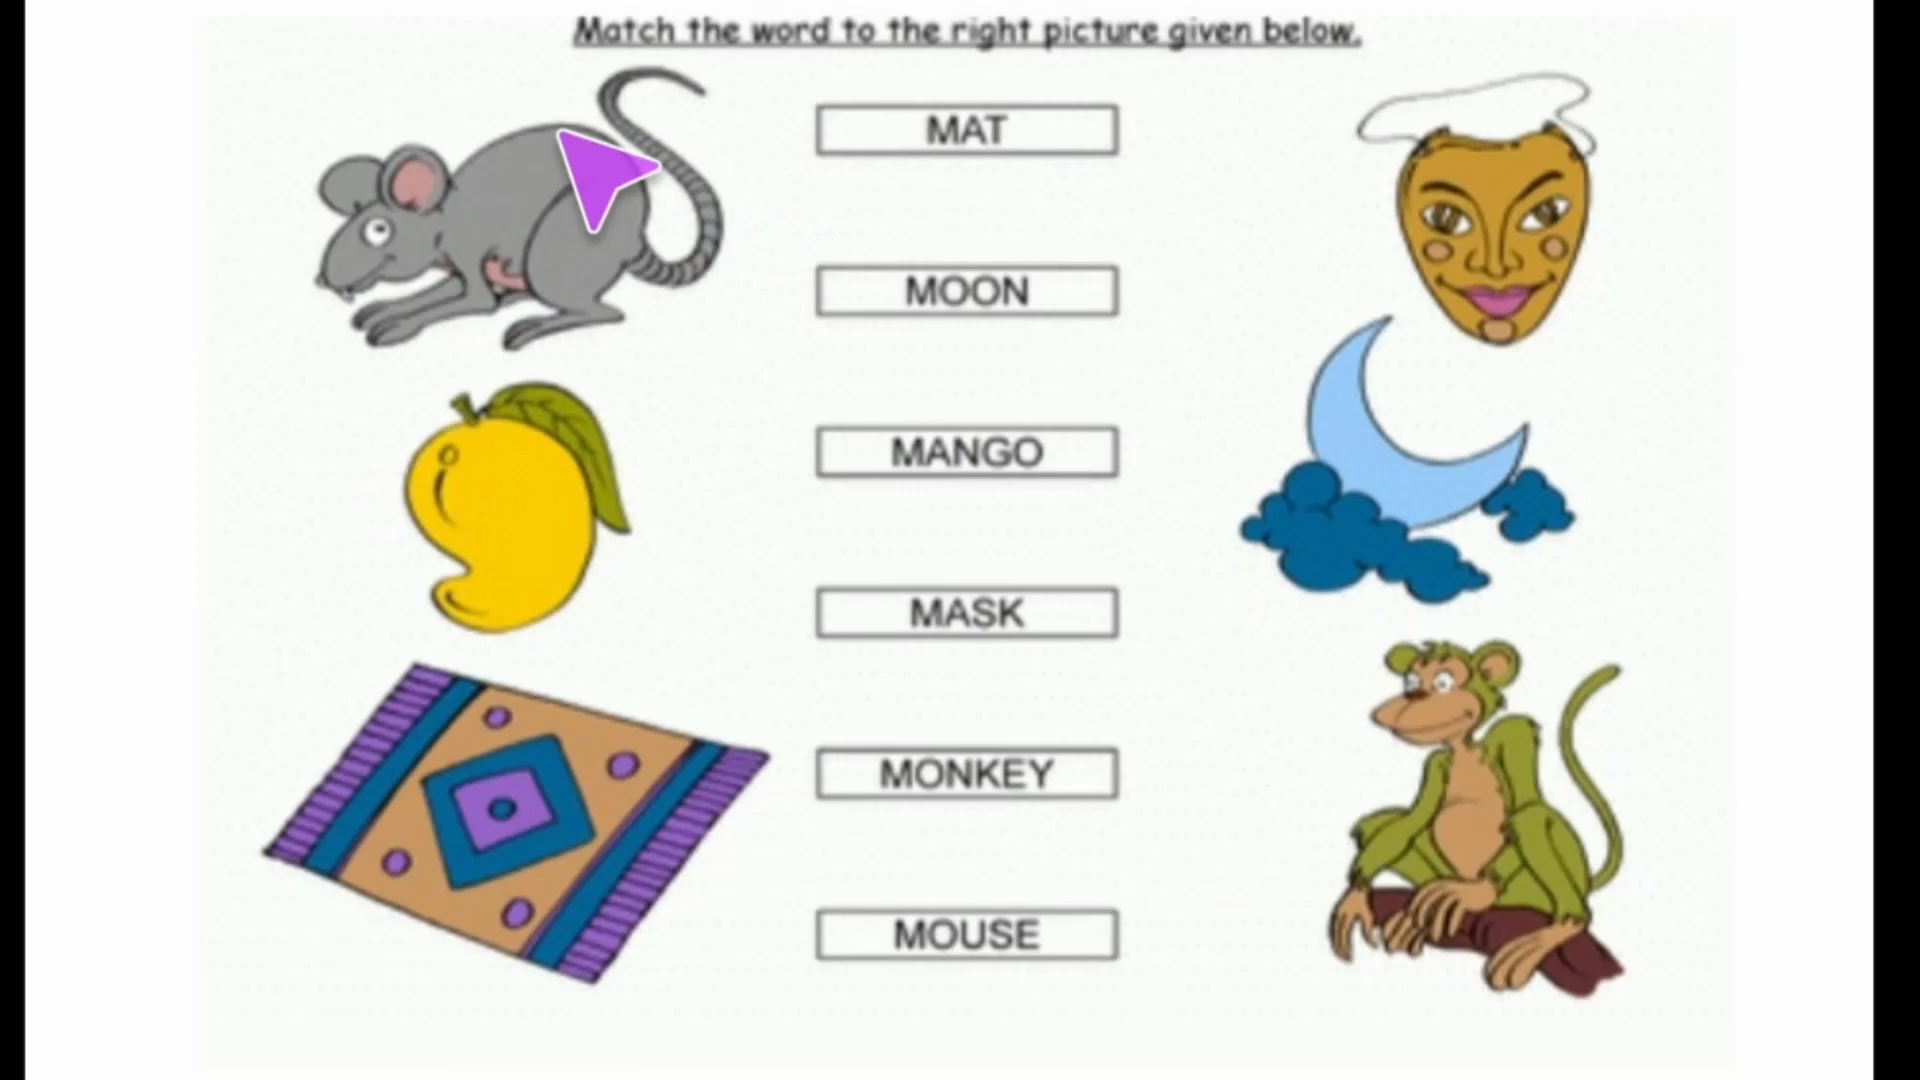 Match the word to the right picture given below.
MAT
MOON
MANGO
MASK
MONKEY
MOUSE